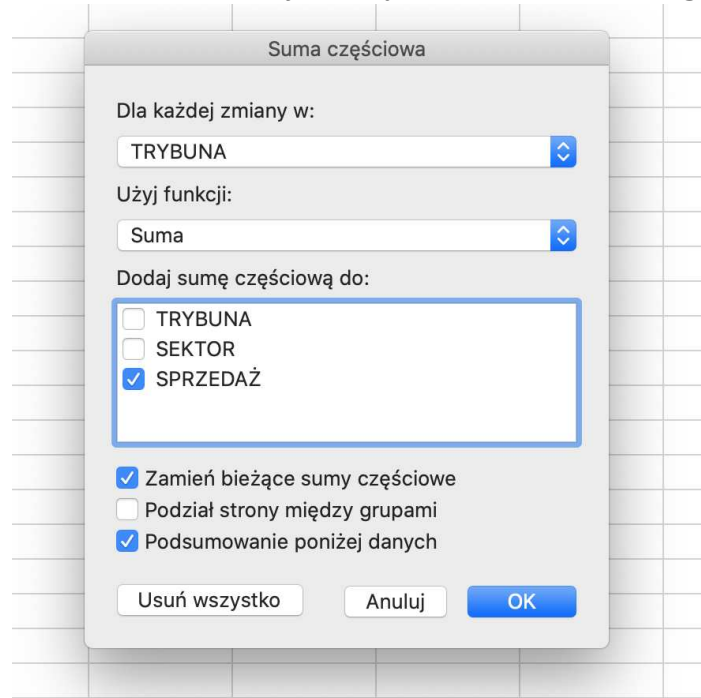 Suma częściowa
Dla każdej zmiany w:
TRYBUNA
Użyj funkcji:
Suma
Dodaj sumę częściową do:
TRYBUNA
SEKTOR
SPRZEDAŻ
Zamień bieżące sumy częściowe
Podział strony między grupami
Podsumowanie poniżej danych
Usuń wszystko Anuluj OK